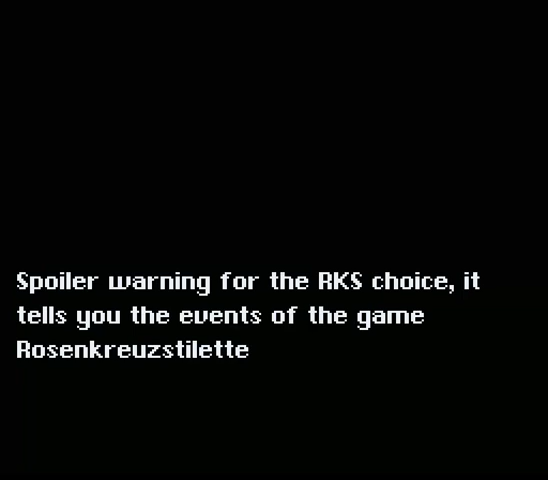 Spoiler warning for the RKS choice, it
tells you the events of the game
Rosenkreuzstilette